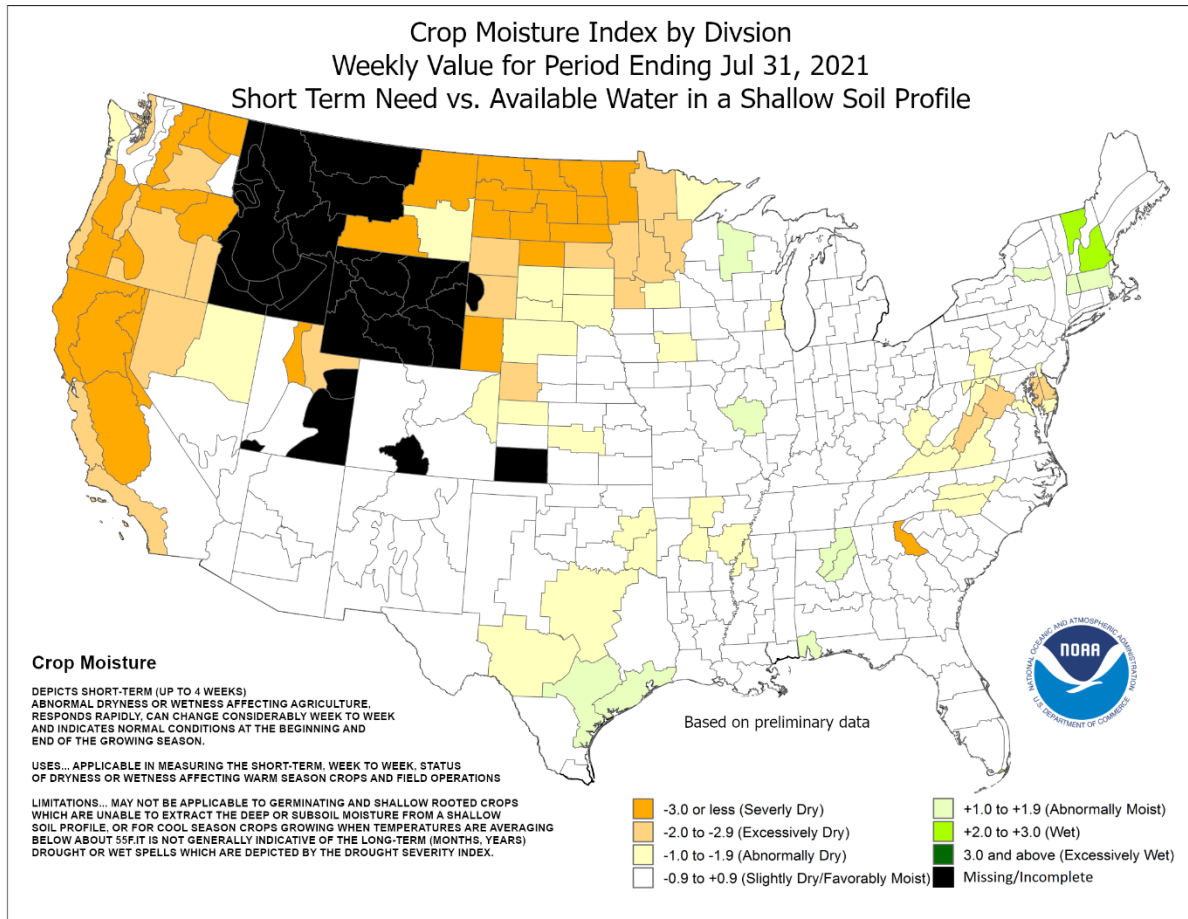 Crop Moisture Index by Divsion
Weekly Value for Period Ending Jul 31, 2021
Short Term Need vs. Available Water in a Shallow Soil Profile
Crop Moisture
DEPICTS SHORT-TERM (UP TO 4 WEEKS)
ABNORMAL DRYNESS OR WETNESS AFFECTING AGRICULTURE,
RESPONDS RAPIDLY, CAN CHANGE CONSIDERABLY WEEK TO WEEK
AND INDICATES NORMAL CONDITIONS AT THE BEGINNING AND
END OF THE GROWING SEASON.
USES... APPLICABLE IN MEASURING THE SHORT-TERM, WEEK TO WEEK, STATUS
OF DRYNESS OR WETNESS AFFECTING WARM SEASON CROPS AND FIELD OPERATIONS
LIMITATIONS... MAY NOT BE APPLICABLE TO GERMINATING AND SHALLOW ROOTED CROPS
WHICH ARE UNABLE TO EXTRACT THE DEEP OR SUBSOIL MOISTURE FROM A SHALLOW
SOIL PROFILE, OR FOR COOL SEASON CROPS GROWING WHEN TEMPERATURES ARE AVERAGING
BELOW ABOUT 55F.IT IS NOT GENERALLY INDICATIVE OF THE LONG-TERM (MONTHS, YEARS)
DROUGHT OR WET SPELLS WHICH ARE DEPICTED BY THE DROUGHT SEVERITY INDEX.
Based on preliminary data
NATIONAL OCEANIC AND ATMOSPHERIC ADMINISTRATION
NOAA
U.S. DEPARTMENT OF COMMERCE
-3.0 or less (Severly Dry)
-2.0 to -2.9 (Excessively Dry)
-1.0 to -1.9 (Abnormally Dry)
-0.9 to +0.9 (Slightly Dry/Favorably Moist)
+1.0 to +1.9 (Abnormally Moist)
+2.0 to +3.0 (Wet)
3.0 and above (Excessively Wet)
Missing/Incomplete